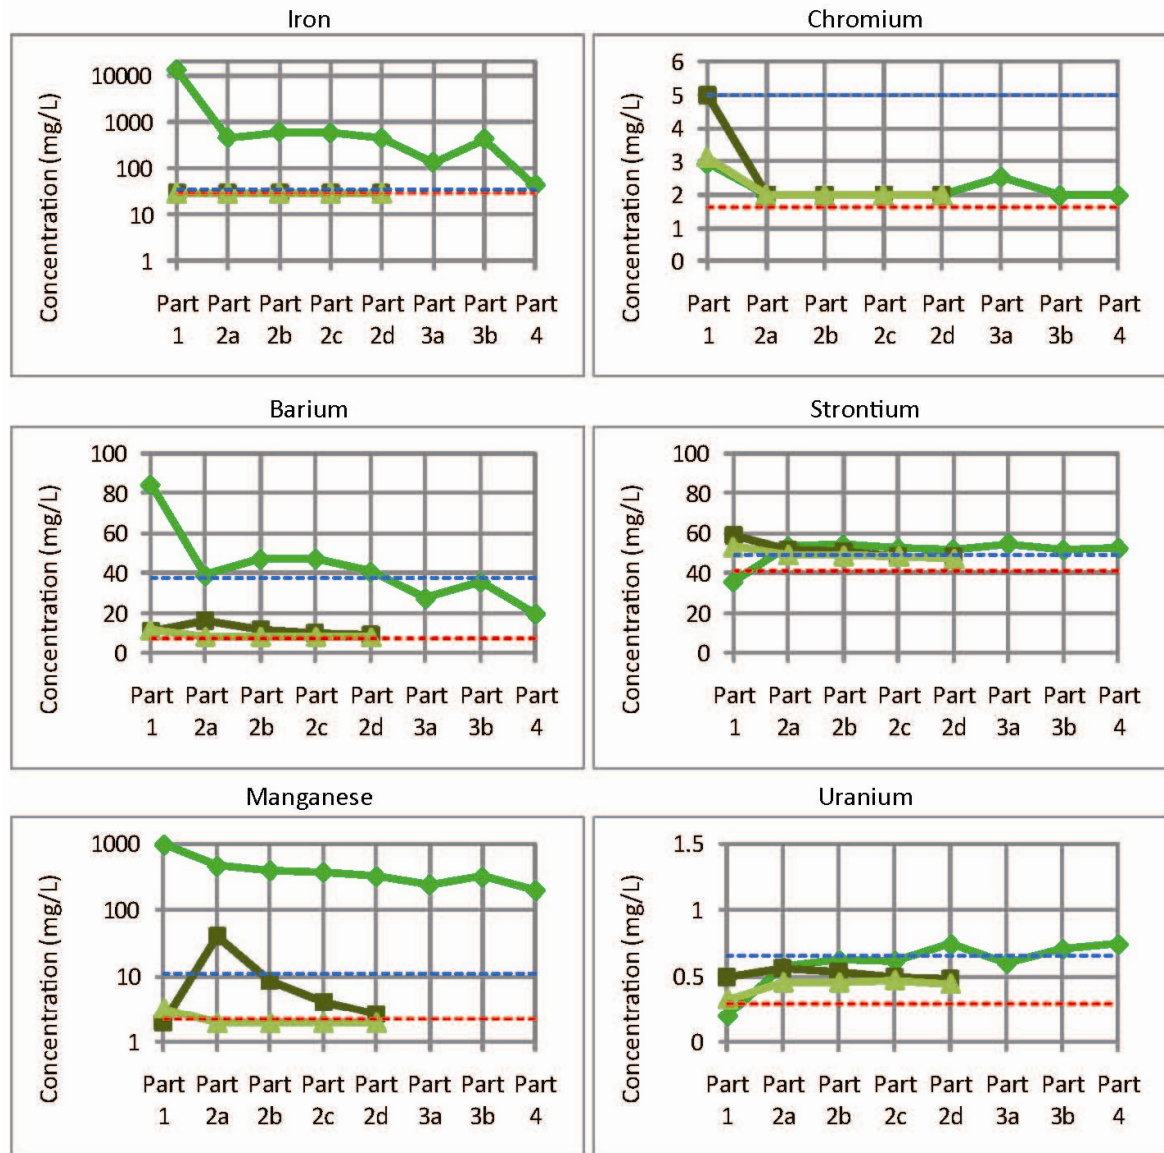 Iron
Concentration (mg/L)
10000
1000
100
10
1
Part Part Part Part Part Part Part Part
1 2a 2b 2c 2d 3a 3b 4
Chromium
Concentration (mg/L)
6
5
4
3
2
1
0
Part Part Part Part Part Part Part Part
1 2a 2b 2c 2d 3a 3b 4
Barium
Concentration (mg/L)
100
80
60
40
20
0
Part Part Part Part Part Part Part Part
1 2a 2b 2c 2d 3a 3b 4
Strontium
Concentration (mg/L)
100
80
60
40
20
0
Part Part Part Part Part Part Part Part
1 2a 2b 2c 2d 3a 3b 4
Manganese
Concentration (mg/L)
1000
100
10
1
Part Part Part Part Part Part Part Part
1 2a 2b 2c 2d 3a 3b 4
Uranium
Concentration (mg/L)
1.5
1
0.5
0
Part Part Part Part Part Part Part Part
1 2a 2b 2c 2d 3a 3b 4